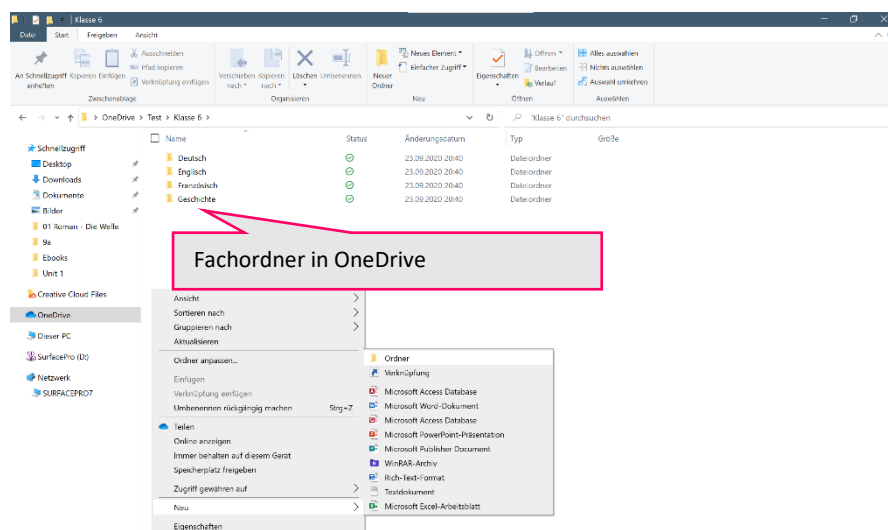 Klasse 6
Datei Start Freigeben Ansicht
An Schnellzugriff anheften
Kopieren
Einfügen
Ausschneiden
Pfad kopieren
Verknüpfung einfügen
Zwischenablage
Verschieben nach
Kopieren nach
Löschen
Umbenennen
Organisieren
Neuer Ordner
Neues Element
Einfacher Zugriff
Neu
Eigenschaften
Öffnen
Bearbeiten
Verlauf
Öffnen
Alles auswählen
Nichts auswählen
Auswahl umkehren
Auswählen
OneDrive > Test > Klasse 6 >
"Klasse 6" durchsuchen
Name Status Änderungsdatum Typ Größe
Deutsch 23.09.2020 20:40 Dateiordner
Englisch 23.09.2020 20:40 Dateiordner
Französisch 23.09.2020 20:40 Dateiordner
Geschichte 23.09.2020 20:40 Dateiordner
Schnellzugriff
Desktop
Downloads
Dokumente
Bilder
01 Roman - Die Welle
9a
Ebooks
Unit 1
Creative Cloud Files
OneDrive
Dieser PC
SurfacePro (D:)
Netzwerk
SURFACEPRO7
Fachordner in OneDrive
Ansicht
Sortieren nach
Gruppieren nach
Aktualisieren
Ordner anpassen...
Einfügen
Verknüpfung einfügen
Umbenennen rückgängig machen Strg+Z
Teilen
Online anzeigen
Immer behalten auf diesem Gerät
Speicherplatz freigeben
Zugriff gewähren auf
Neu
Eigenschaften
Ordner
Verknüpfung
Microsoft Access Database
Microsoft Word-Dokument
Microsoft Access Database
Microsoft PowerPoint-Präsentation
Microsoft Publisher Document
WinRAR-Archiv
Rich-Text-Format
Textdokument
Microsoft Excel-Arbeitsblatt